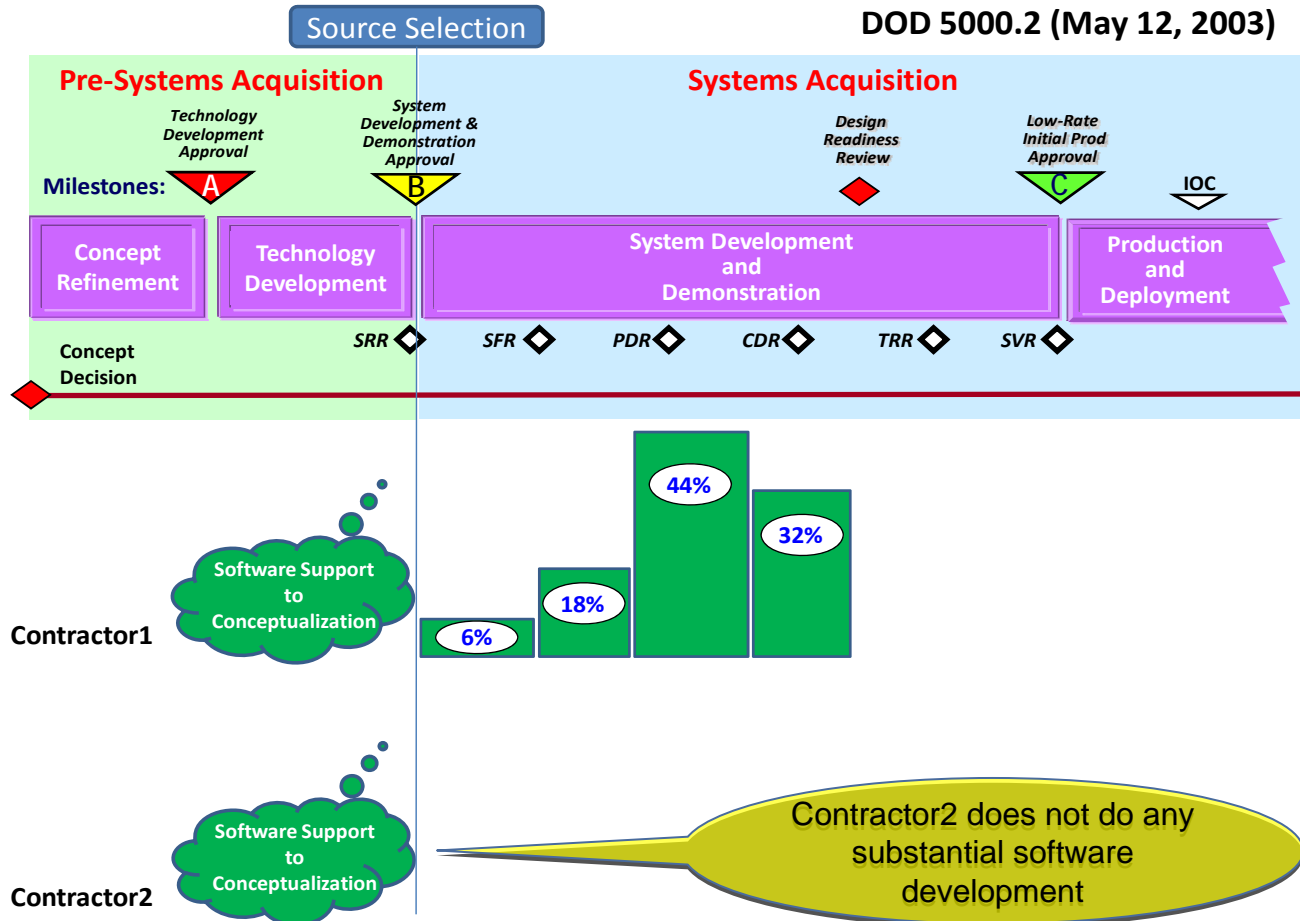 Source Selection
DOD 5000.2 (May 12, 2003)
Pre-Systems Acquisition
Systems Acquisition
Technology
Development
Approval
System
Development &
Demonstration
Approval
Design
Readiness
Review
Low-Rate
Initial Prod
Approval
Milestones:
A
B
C
IOC
Concept
Refinement
Technology
Development
System Development
and
Demonstration
Production
and
Deployment
SRR
SFR
PDR
CDR
TRR
SVR
Concept
Decision
Contractor1
Software Support
to
Conceptualization
6%
18%
44%
32%
Contractor2
Software Support
to
Conceptualization
Contractor2 does not do any
substantial software
development